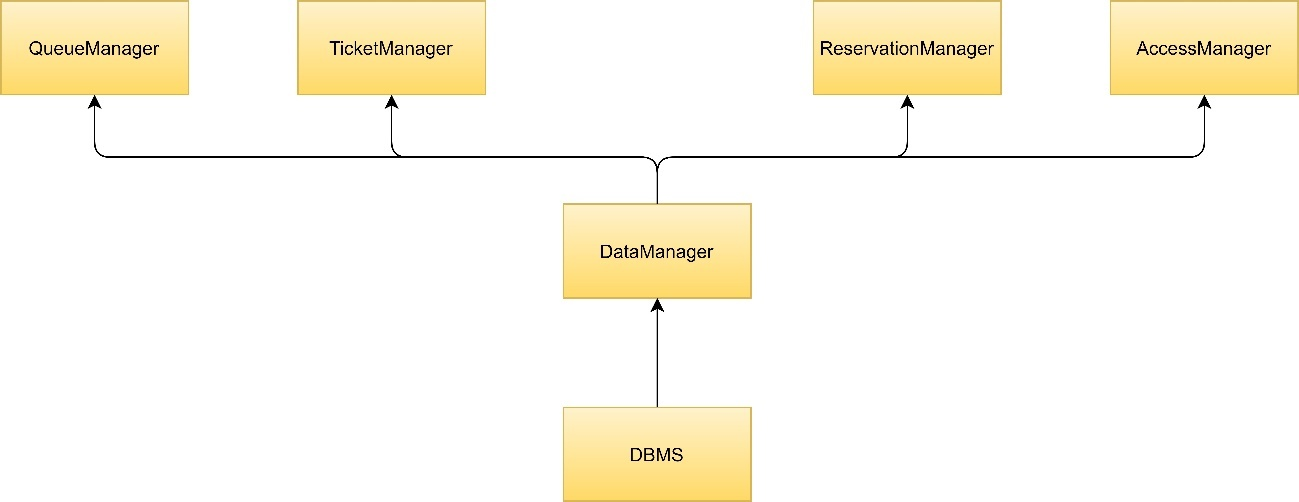 QueueManager
TicketManager
ReservationManager
AccessManager
DataManager
DBMS